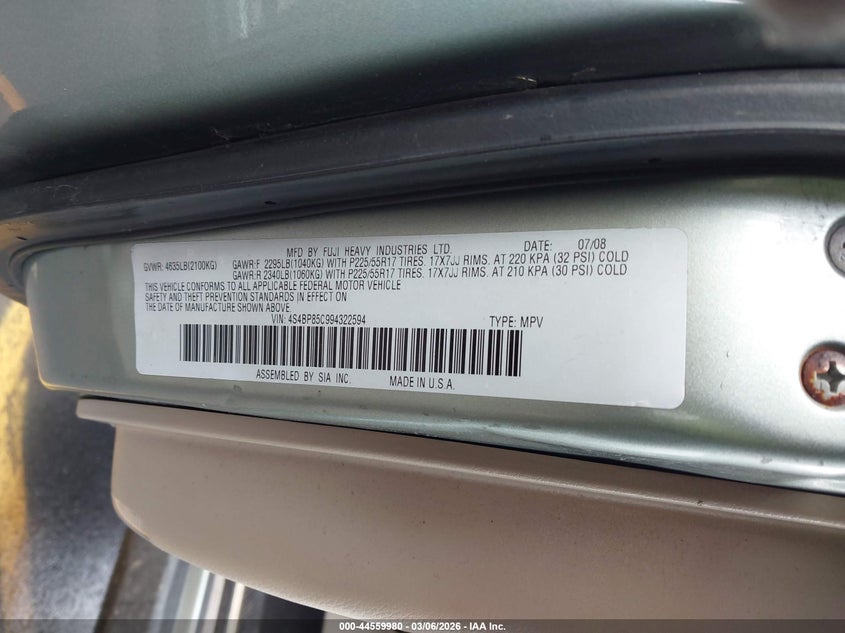 MFD BY FUJI HEAVY INDUSTRIES LTD. DATE: 07/08
GVWR: 4635LB(2100KG) GAWR:F 2295LB(1040KG) WITH P225/55R17 TIRES. 17X7JJ RIMS. AT 220 KPA (32 PSI) COLD
GAWR:R 2340LB(1060KG) WITH P225/55R17 TIRES. 17X7JJ RIMS. AT 210 KPA (30 PSI) COLD
THIS VEHICLE CONFORMS TO ALL APPLICABLE FEDERAL MOTOR VEHICLE
SAFETY AND THEFT PREVENTION STANDARDS IN EFFECT ON
THE DATE OF MANUFACTURE SHOWN ABOVE.
VIN: 4S4BP85C994322594 TYPE: MPV
ASSEMBLED BY SIA INC. MADE IN U.S.A.
000-44559980 - 03/06/2026 - IAA Inc.